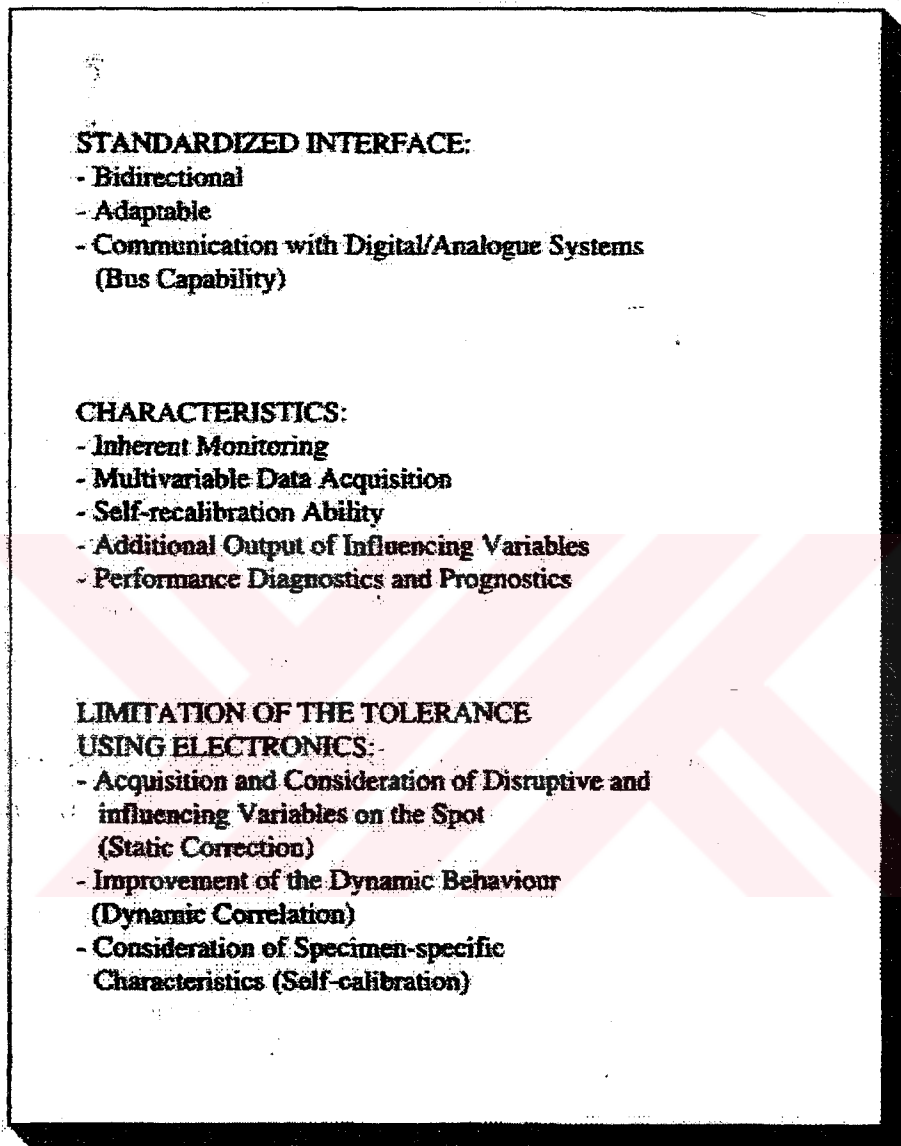 STANDARDIZED INTERFACE:
- Bidirectional
- Adaptable
- Communication with Digital/Analogue Systems
(Bus Capability)
CHARACTERISTICS:
- Inherent Monitoring
- Multivariable Data Acquisition
- Self-recalibration Ability
- Additional Output of Influencing Variables
- Performance Diagnostics and Prognostics
LIMITATION OF THE TOLERANCE
USING ELECTRONICS:
- Acquisition and Consideration of Disruptive and
influencing Variables on the Spot
(Static Correction)
- Improvement of the Dynamic Behaviour
(Dynamic Correlation)
- Consideration of Specimen-specific
Characteristics (Self-calibration)